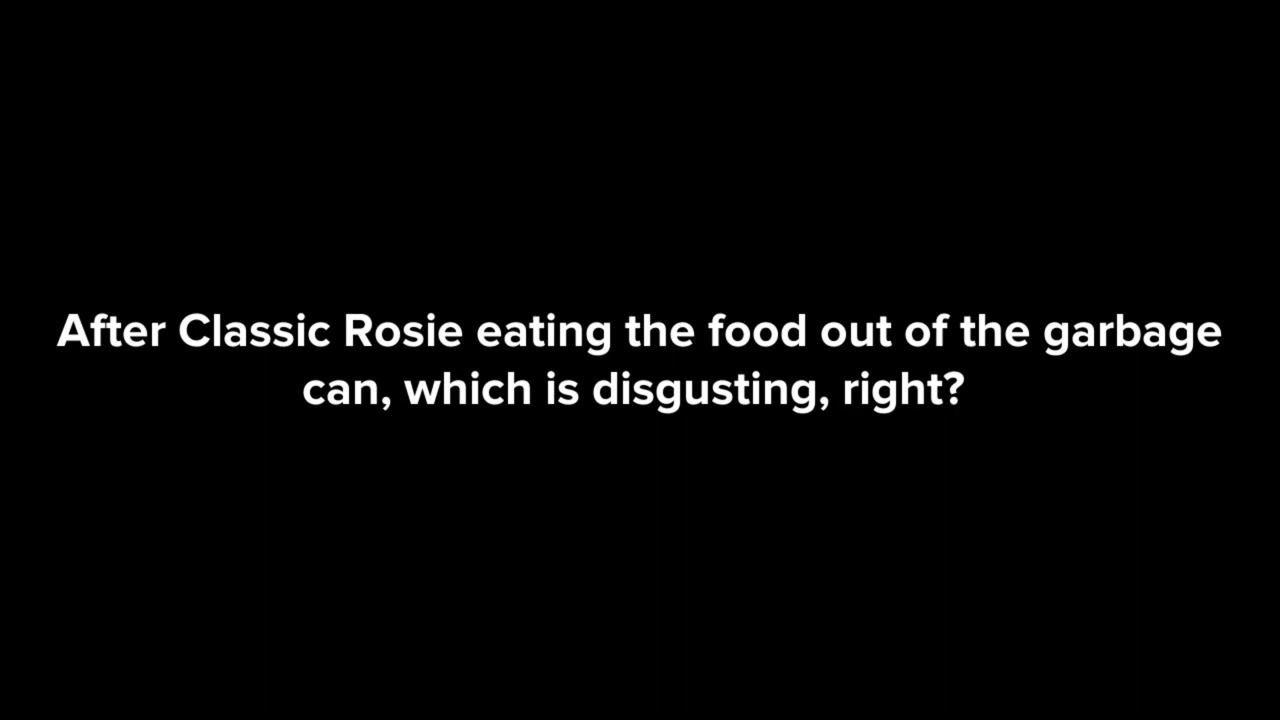 After Classic Rosie eating the food out of the garbage
can, which is disgusting, right?